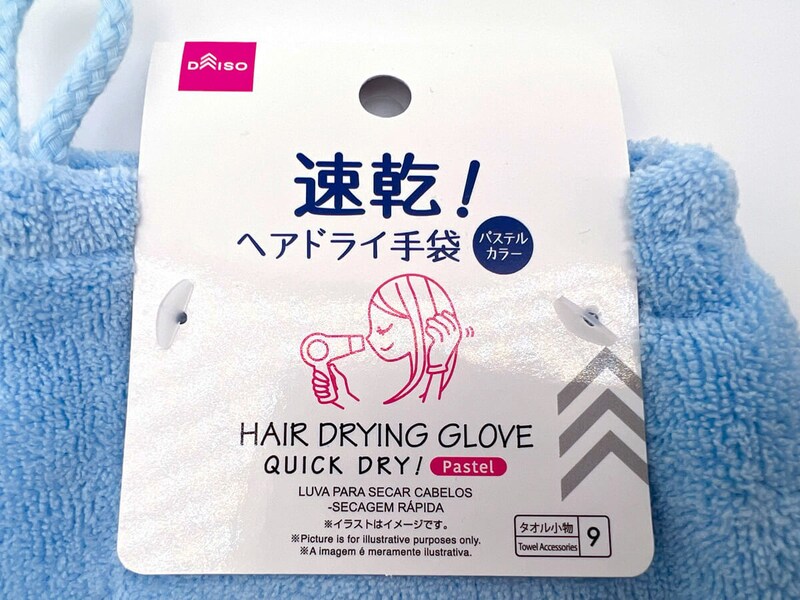 DAISO
速乾！
ヘアドライ手袋
パステル
カラー
HAIR DRYING GLOVE
QUICK DRY! Pastel
LUVA PARA SECAR CABELOS
-SECAGEM RÁPIDA
※イラストはイメージです。
※Picture is for illustrative purposes only.
※A imagem é meramente ilustrativa.
タオル小物
Towel Accessories
9